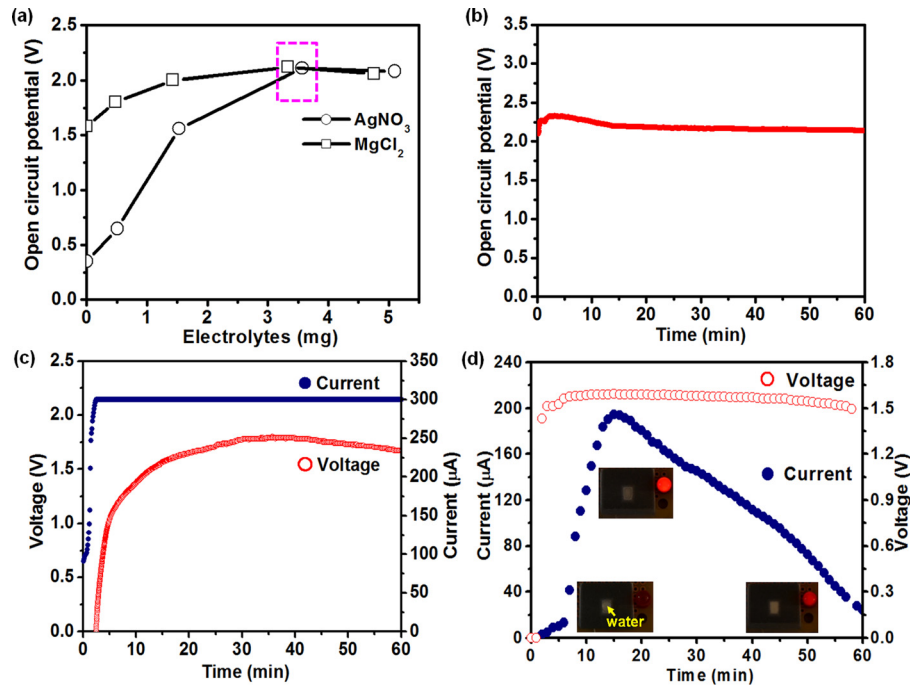 (a)
2.5
2.0
1.5
1.0
0.5
0.0
Open circuit potential (V)
AgNO3
MgCl2
0 1 2 3 4 5
Electrolytes (mg)
(b)
3.5
3.0
2.5
2.0
1.5
1.0
0.5
0.0
Open circuit potential (V)
0 10 20 30 40 50 60
Time (min)
(c)
2.5
2.0
1.5
1.0
0.5
0.0
Voltage (V)
Current
Voltage
350
300
250
200
150
100
50
0
Current (μA)
0 10 20 30 40 50 60
Time (min)
(d)
240
200
160
120
80
40
0
Current (μA)
Voltage
Current
water
1.8
1.5
1.2
0.9
0.6
0.3
0.0
Voltage (V)
0 10 20 30 40 50 60
Time (min)